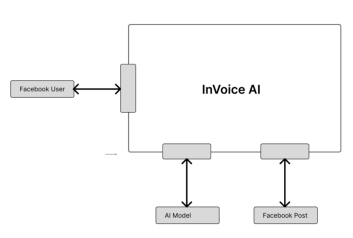 InVoice AI
Facebook User
AI Model
Facebook Post